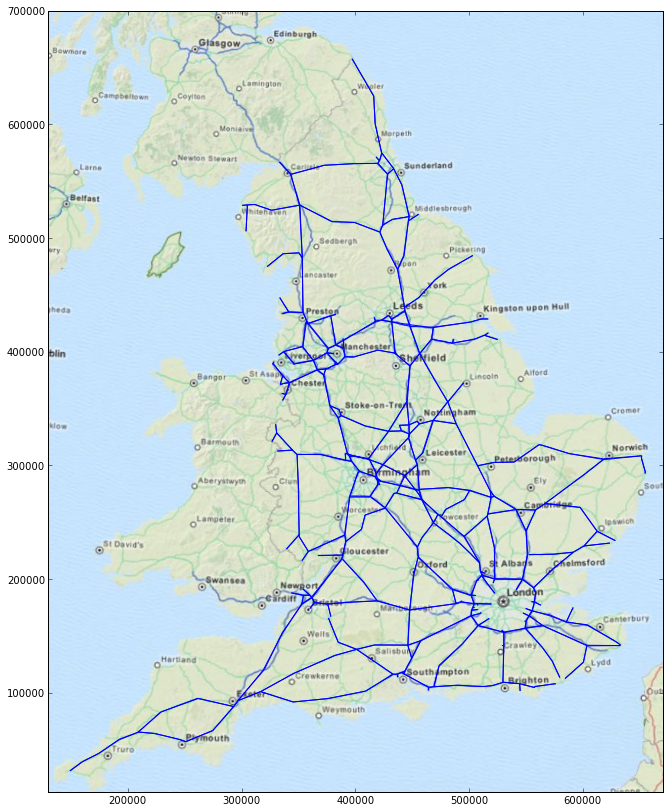 700000
Glasgow
Edinburgh
Bowmore
Lamington
Wooler
Campbeltown
Coylton
600000
Moniaive
Morpeth
Newton Stewart
Larne
Carlisle
Sunderland
Belfast
Whitehaven
Middlesbrough
500000
Sedbergh
Pickering
Ripon
Lancaster
York
Preston
Leeds
Kingston upon Hull
400000
Manchester
Liverpool
Sheffield
Bangor
St Asaph
Chester
Lincoln
Alford
Stoke-on-Trent
Nottingham
Cromer
Barmouth
Lichfield
Leicester
Norwich
300000
Birmingham
Peterborough
Aberystwyth
Clun
Ely
Sout
Lampeter
Worcester
Towcester
Cambridge
Ipswich
St David's
Gloucester
Oxford
St Albans
Chelmsford
200000
Swansea
Newport
London
Cardiff
Bristol
Marlborough
Canterbury
Wells
Crawley
Hartland
Salisbury
Lydd
Crewkerne
Southampton
Brighton
100000
Exeter
Weymouth
Plymouth
Truro
200000 300000 400000 500000 600000